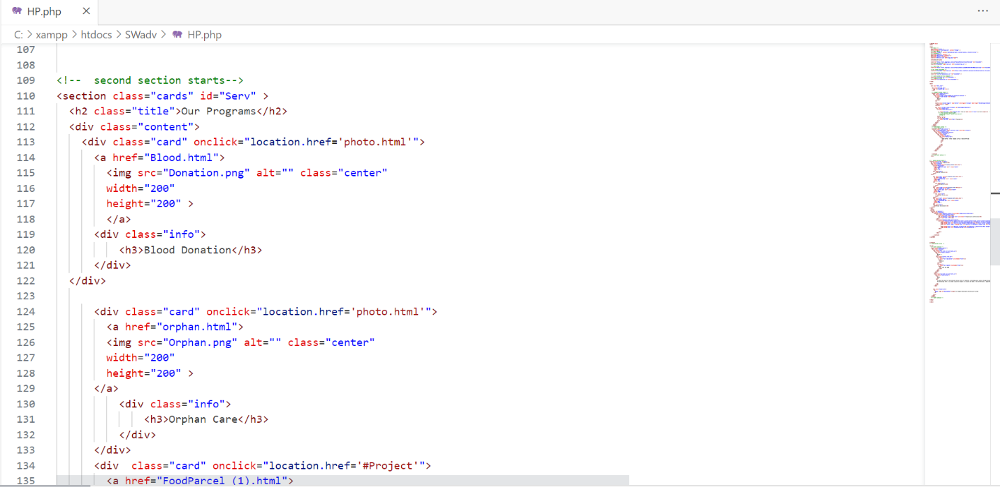 HP.php
C: > xampp > htdocs > SWadv > HP.php
107
108
109 <!--  second section starts-->
110 <section class="cards" id="Serv" >
111 <h2 class="title">Our Programs</h2>
112 <div class="content">
113 <div class="card" onclick="location.href='photo.html'">
114 <a href="Blood.html">
115 <img src="Donation.png" alt="" class="center"
116 width="200"
117 height="200" >
118 </a>
119 <div class="info">
120 <h3>Blood Donation</h3>
121 </div>
122 </div>
123
124 <div class="card" onclick="location.href='photo.html'">
125 <a href="orphan.html">
126 <img src="Orphan.png" alt="" class="center"
127 width="200"
128 height="200" >
129 </a>
130 <div class="info">
131 <h3>Orphan Care</h3>
132 </div>
133 </div>
134 <div  class="card" onclick="location.href='#Project'">
135 <a href="FoodParcel (1).html">